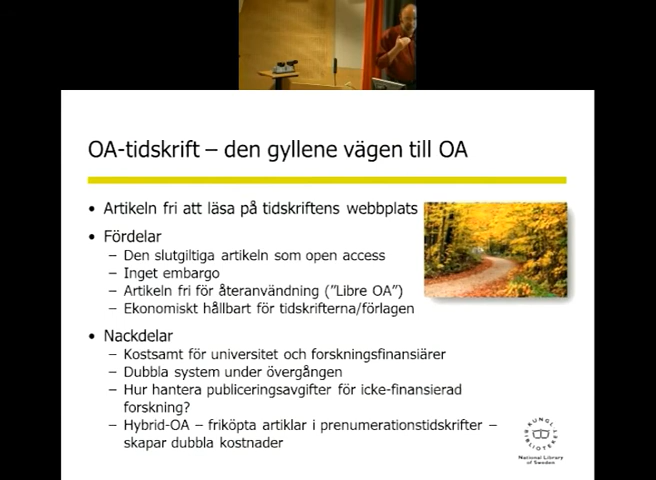 OA-tidskrift – den gyllene vägen till OA
• Artikeln fri att läsa på tidskriftens webbplats
• Fördelar
– Den slutgiltiga artikeln som open access
– Inget embargo
– Artikeln fri för återanvändning (”Libre OA”)
– Ekonomiskt hållbart för tidskrifterna/förlagen
• Nackdelar
– Kostsamt för universitet och forskningsfinansiärer
– Dubbla system under övergången
– Hur hantera publiceringsavgifter för icke-finansierad
forskning?
– Hybrid-OA – friköpta artiklar i prenumerationstidskrifter –
skapar dubbla kostnader
KUNGL. BIBLIOTEKET
National Library
of Sweden